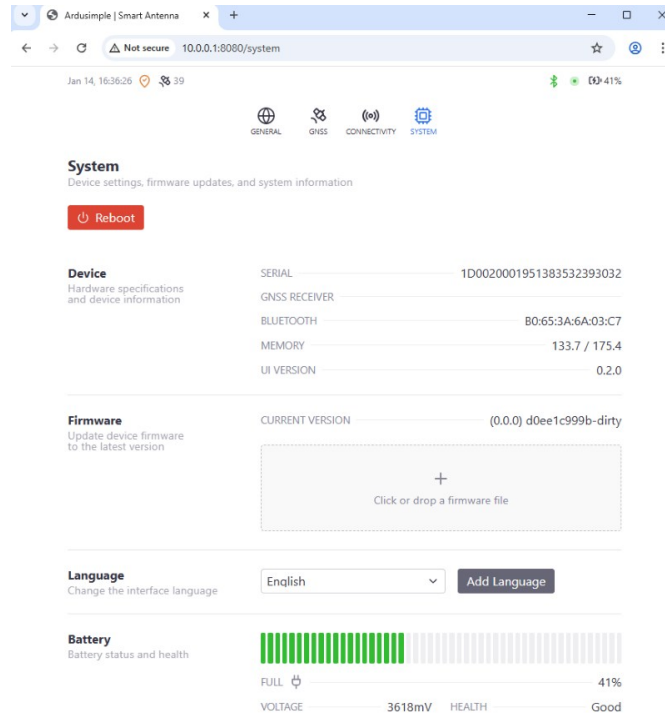 Ardusimple | Smart Antenna
Not secure 10.0.0.1:8080/system
Jan 14, 16:36:26 39 41%
GENERAL GNSS CONNECTIVITY SYSTEM
System
Device settings, firmware updates, and system information
Reboot
Device
Hardware specifications
and device information
SERIAL 1D0020001951383532393032
GNSS RECEIVER
BLUETOOTH B0:65:3A:6A:03:C7
MEMORY 133.7 / 175.4
UI VERSION 0.2.0
Firmware
Update device firmware
to the latest version
CURRENT VERSION (0.0.0) d0ee1c999b-dirty
Click or drop a firmware file
Language
Change the interface language
English
Add Language
Battery
Battery status and health
FULL 41%
VOLTAGE 3618mV HEALTH Good